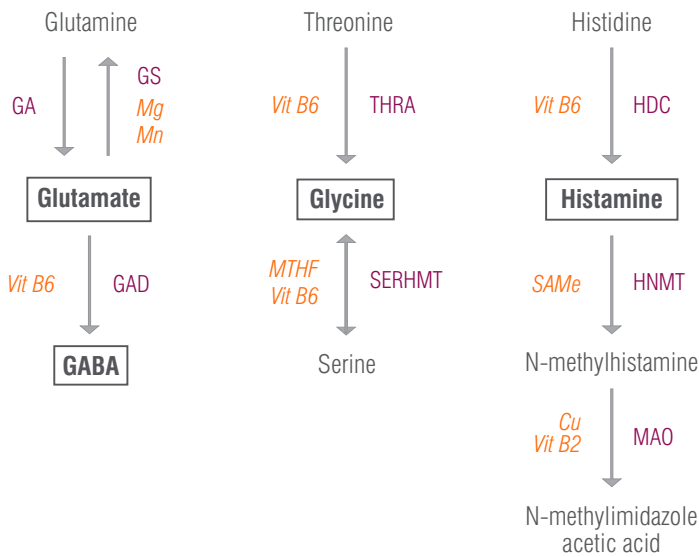 Glutamine
GA
GS
Mg
Mn
Glutamate
Vit B6
GAD
GABA
Threonine
Vit B6
THRA
Glycine
MTHF
Vit B6
SERHMT
Serine
Histidine
Vit B6
HDC
Histamine
SAMe
HNMT
N-methylhistamine
Cu
Vit B2
MAO
N-methylimidazole
acetic acid